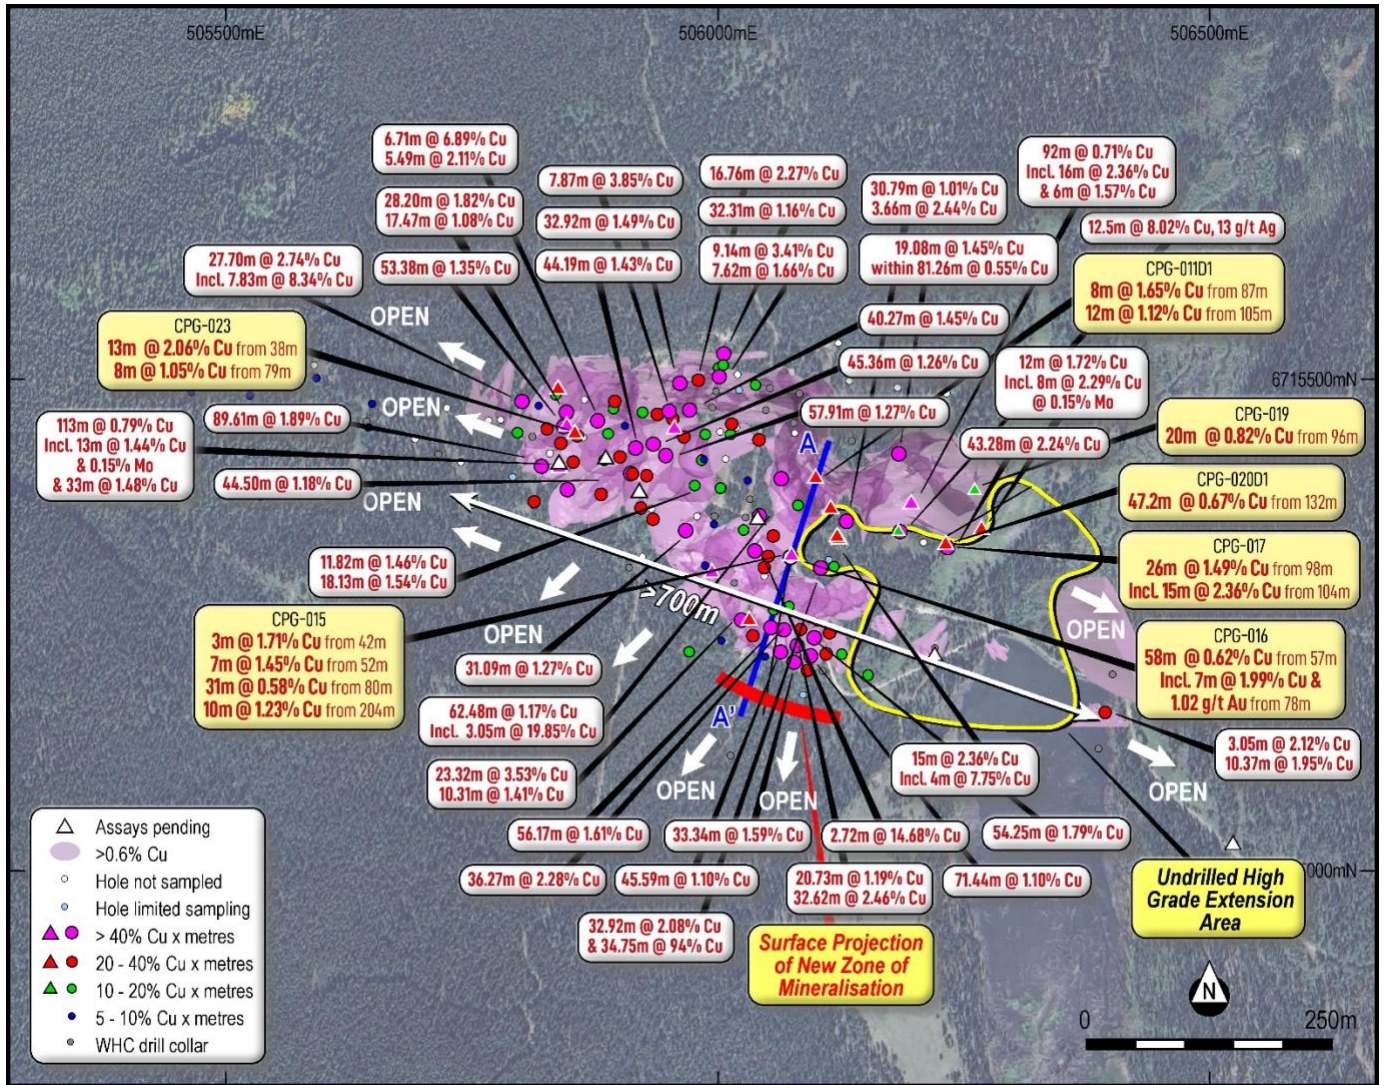 505500mE
506000mE
506500mE
6.71m @ 6.89% Cu
5.49m @ 2.11% Cu
28.20m @ 1.82% Cu
17.47m @ 1.08% Cu
7.87m @ 3.85% Cu
32.92m @ 1.49% Cu
16.76m @ 2.27% Cu
32.31m @ 1.16% Cu
30.79m @ 1.01% Cu
3.66m @ 2.44% Cu
92m @ 0.71% Cu
Incl. 16m @ 2.36% Cu
& 6m @ 1.57% Cu
12.5m @ 8.02% Cu, 13 g/t Ag
27.70m @ 2.74% Cu
Incl. 7.83m @ 8.34% Cu
53.38m @ 1.35% Cu
44.19m @ 1.43% Cu
9.14m @ 3.41% Cu
7.62m @ 1.66% Cu
19.08m @ 1.45% Cu
within 81.26m @ 0.55% Cu
CPG-011D1
8m @ 1.65% Cu from 87m
12m @ 1.12% Cu from 105m
OPEN
CPG-023
13m @ 2.06% Cu from 38m
8m @ 1.05% Cu from 79m
40.27m @ 1.45% Cu
45.36m @ 1.26% Cu
12m @ 1.72% Cu
Incl. 8m @ 2.29% Cu
@ 0.15% Mo
6715500mN
113m @ 0.79% Cu
Incl. 13m @ 1.44% Cu
& 0.15% Mo
& 33m @ 1.48% Cu
89.61m @ 1.89% Cu
OPEN
57.91m @ 1.27% Cu
CPG-019
20m @ 0.82% Cu from 96m
A
43.28m @ 2.24% Cu
44.50m @ 1.18% Cu
OPEN
CPG-020D1
47.2m @ 0.67% Cu from 132m
CPG-017
26m @ 1.49% Cu from 98m
Incl. 15m @ 2.36% Cu from 104m
11.82m @ 1.46% Cu
18.13m @ 1.54% Cu
>700m
OPEN
OPEN
CPG-015
3m @ 1.71% Cu from 42m
7m @ 1.45% Cu from 52m
31m @ 0.58% Cu from 80m
10m @ 1.23% Cu from 204m
31.09m @ 1.27% Cu
CPG-016
58m @ 0.62% Cu from 57m
Incl. 7m @ 1.99% Cu &
1.02 g/t Au from 78m
62.48m @ 1.17% Cu
Incl. 3.05m @ 19.85% Cu
A'
23.32m @ 3.53% Cu
10.31m @ 1.41% Cu
OPEN
OPEN
15m @ 2.36% Cu
Incl. 4m @ 7.75% Cu
3.05m @ 2.12% Cu
10.37m @ 1.95% Cu
OPEN
56.17m @ 1.61% Cu
33.34m @ 1.59% Cu
2.72m @ 14.68% Cu
54.25m @ 1.79% Cu
36.27m @ 2.28% Cu
45.59m @ 1.10% Cu
20.73m @ 1.19% Cu
32.62m @ 2.46% Cu
71.44m @ 1.10% Cu
000mN
32.92m @ 2.08% Cu
& 34.75m @ 94% Cu
Surface Projection
of New Zone of
Mineralisation
Undrilled High
Grade Extension
Area
Assays pending
>0.6% Cu
Hole not sampled
Hole limited sampling
> 40% Cu x metres
20 - 40% Cu x metres
10 - 20% Cu x metres
5 - 10% Cu x metres
WHC drill collar
N
0
250m